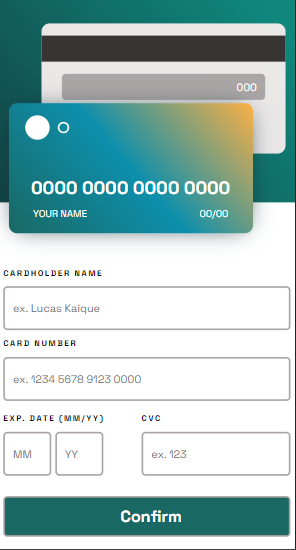 000
0000 0000 0000 0000
YOUR NAME 00/00
CARDHOLDER NAME
ex. Lucas Kaique
CARD NUMBER
ex. 1234 5678 9123 0000
EXP. DATE (MM/YY) CVC
MM YY ex. 123
Confirm